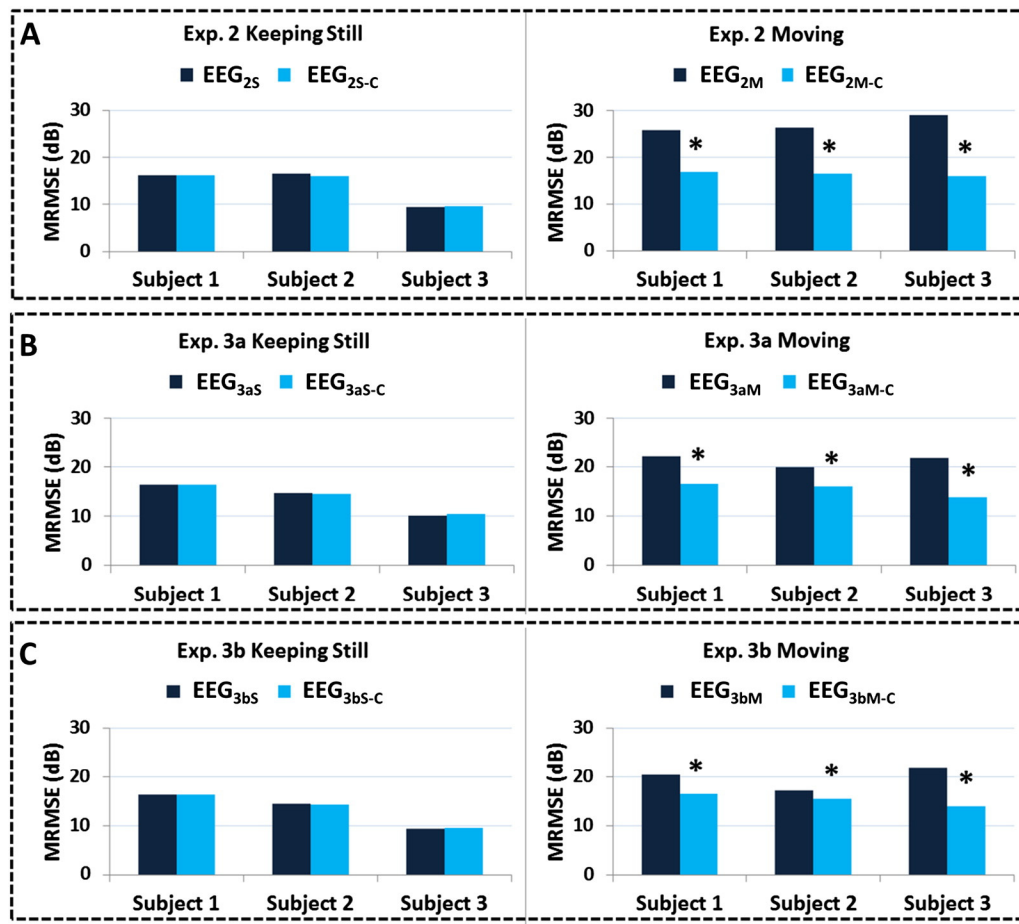 A
Exp. 2 Keeping Still
EEG2S EEG2S-C
MRMSE (dB)
30
20
10
0
Subject 1 Subject 2 Subject 3
Exp. 2 Moving
EEG2M EEG2M-C
MRMSE (dB)
30
20
10
0
* * *
Subject 1 Subject 2 Subject 3
B
Exp. 3a Keeping Still
EEG3aS EEG3aS-C
MRMSE (dB)
30
20
10
0
Subject 1 Subject 2 Subject 3
Exp. 3a Moving
EEG3aM EEG3aM-C
MRMSE (dB)
30
20
10
0
* * *
Subject 1 Subject 2 Subject 3
C
Exp. 3b Keeping Still
EEG3bS EEG3bS-C
MRMSE (dB)
30
20
10
0
Subject 1 Subject 2 Subject 3
Exp. 3b Moving
EEG3bM EEG3bM-C
MRMSE (dB)
30
20
10
0
* * *
Subject 1 Subject 2 Subject 3